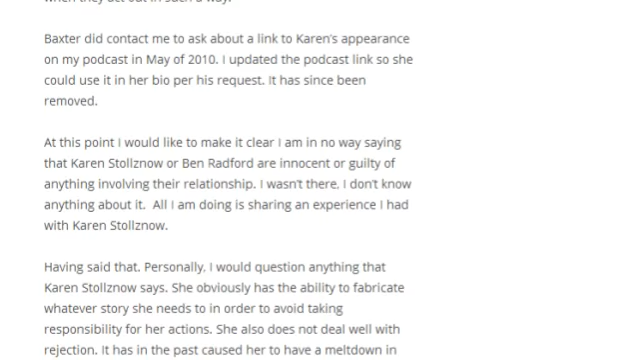 when they act out in such a way.
Baxter did contact me to ask about a link to Karen's appearance
on my podcast in May of 2010. I updated the podcast link so she
could use it in her bio per his request. It has since been
removed.
At this point I would like to make it clear I am in no way saying
that Karen Stollznow or Ben Radford are innocent or guilty of
anything involving their relationship. I wasn't there, I don't know
anything about it.  All I am doing is sharing an experience I had
with Karen Stollznow.
Having said that. Personally, I would question anything that
Karen Stollznow says. She obviously has the ability to fabricate
whatever story she needs to in order to avoid taking
responsibility for her actions. She also does not deal well with
rejection. It has in the past caused her to have a meltdown in